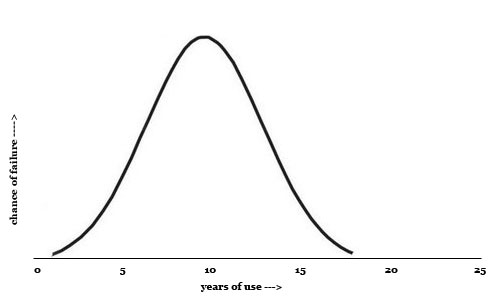 chance of failure ---->
0 5 10 15 20 25
years of use --->